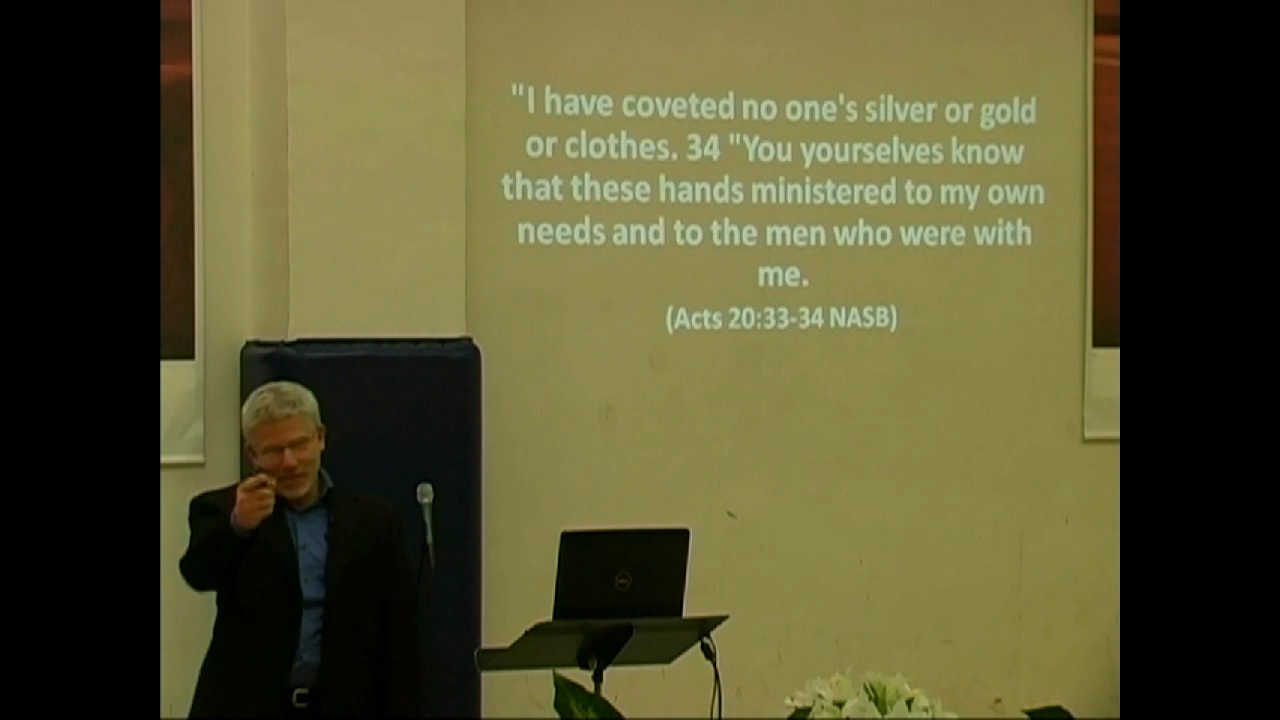 "I have coveted no one's silver or gold
or clothes. 34 "You yourselves know
that these hands ministered to my own
needs and to the men who were with
me.
(Acts 20:33-34 NASB)